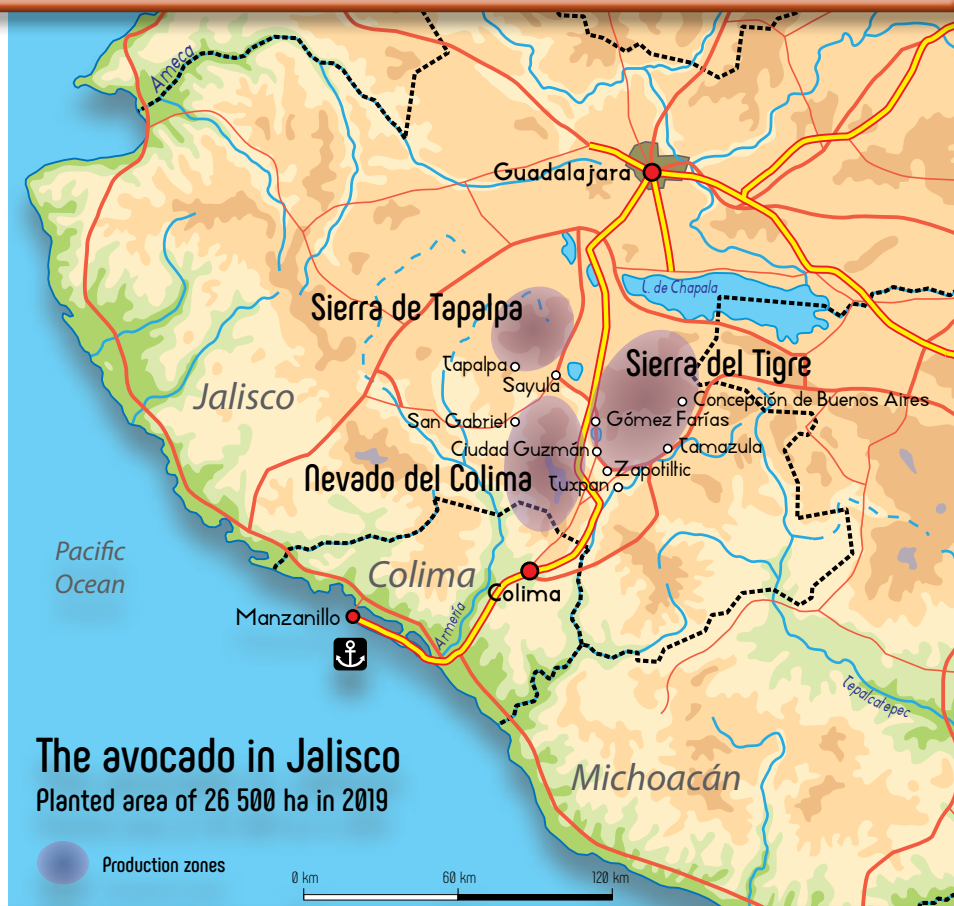 Ameca
Guadalajara
L. de Chapala
Sierra de Tapalpa
Sierra del Tigre
Tapalpa
Sayula
Jalisco
Concepción de Buenos Aires
San Gabriel
Gómez Farías
Ciudad Guzmán
Tamazula
Nevado del Colima
Zapotiltic
Tuxpan
Pacific
Ocean
Colima
Colima
Manzanillo
Armería
Tepalcatepec
The avocado in Jalisco
Planted area of 26 500 ha in 2019
Michoacán
Production zones
0 km
60 km
120 km